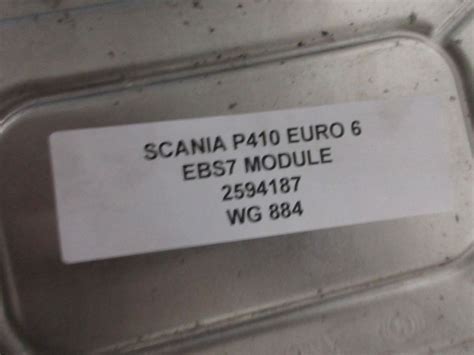 SCANIA P410 EURO 6
EBS7 MODULE
2594187
WG 884